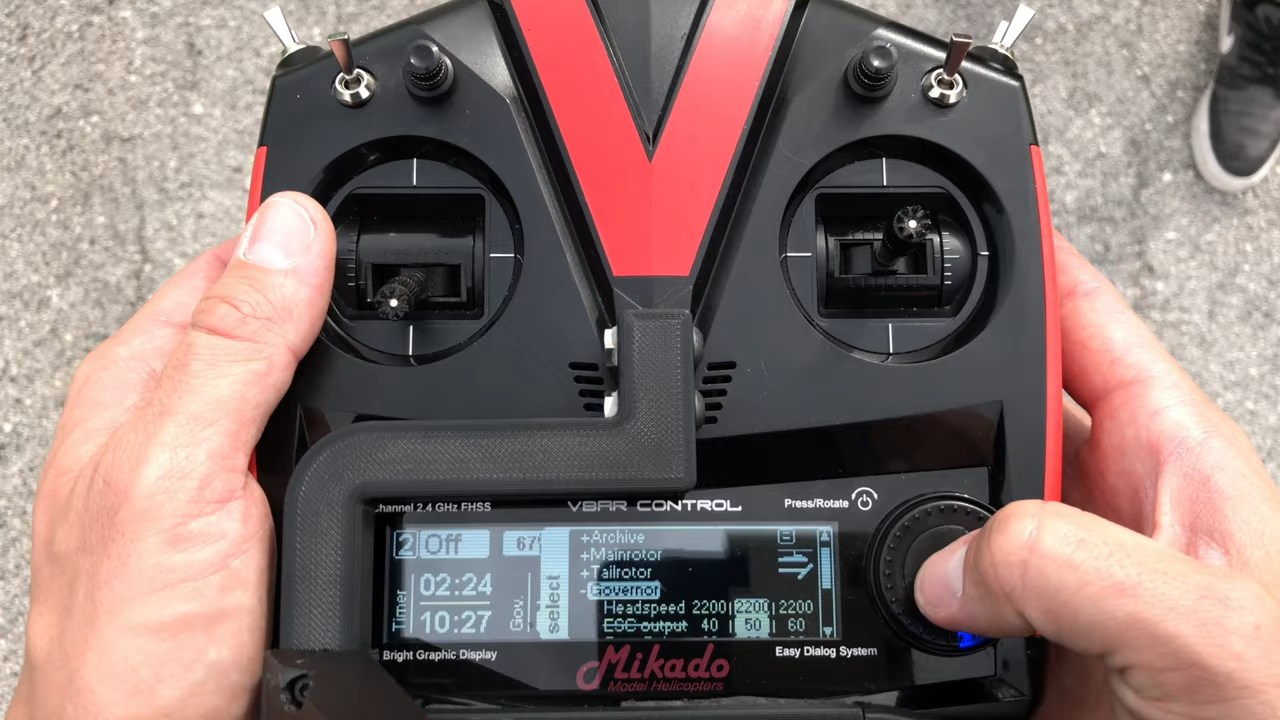 channel 2.4 GHz FHSS
VBAR CONTROL
Press/Rotate
2 Off
67%
Timer
02:24
10:27
Gov.
select
+Archive
+Mainrotor
+Tailrotor
-Governor
Headspeed 2200 | 2200 | 2200
ESC output 40 | 50 | 60
Bright Graphic Display
Easy Dialog System
Mikado
Model Helicopters